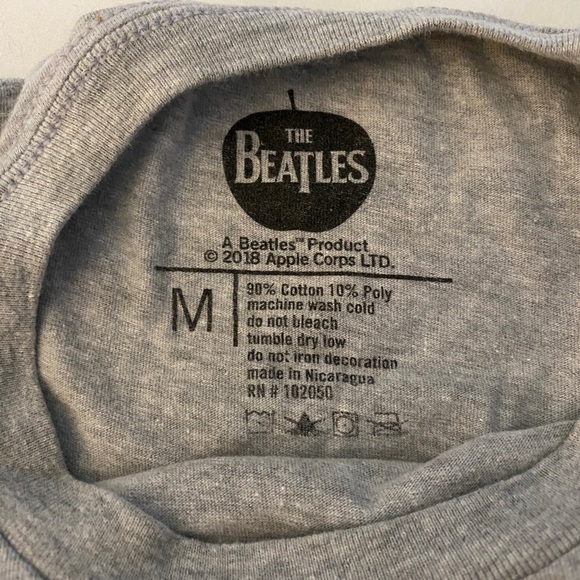 THE
BEATLES
A Beatles™ Product
© 2018 Apple Corps LTD.
M
90% Cotton 10% Poly
machine wash cold
do not bleach
tumble dry low
do not iron decoration
made in Nicaragua
RN # 102050